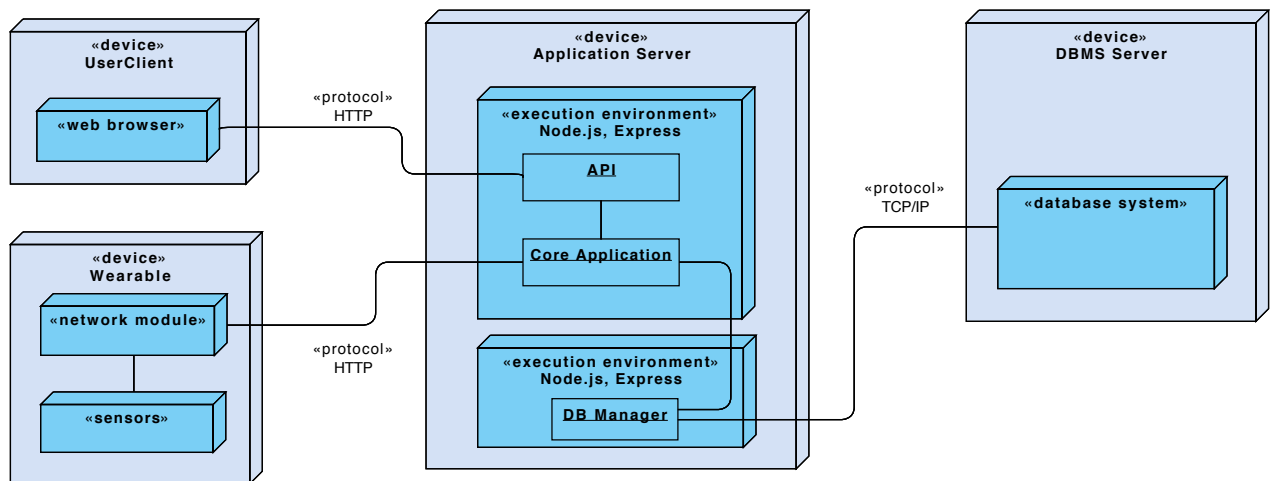 «device»
UserClient
«web browser»
«protocol»
HTTP
«device»
Wearable
«network module»
«sensors»
«protocol»
HTTP
«device»
Application Server
«execution environment»
Node.js, Express
API
Core Application
«execution environment»
Node.js, Express
DB Manager
«protocol»
TCP/IP
«device»
DBMS Server
«database system»